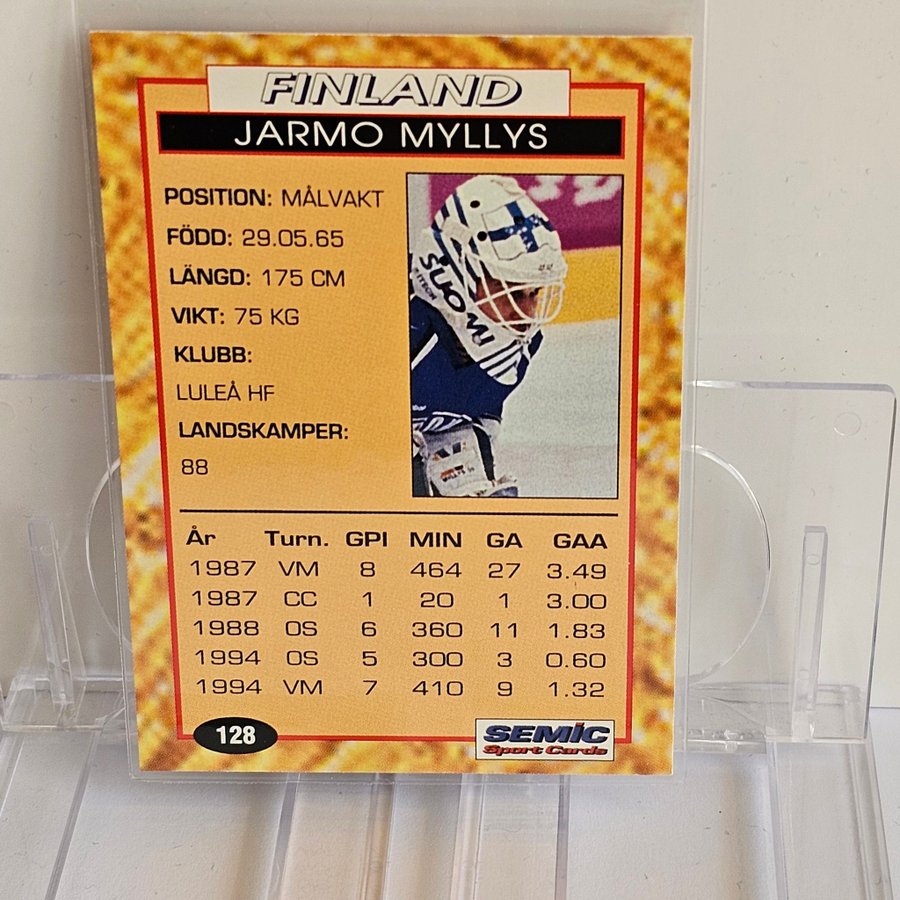 FINLAND
JARMO MYLLYS
POSITION: MÅLVAKT
FÖDD: 29.05.65
LÄNGD: 175 CM
VIKT: 75 KG
KLUBB:
LULEÅ HF
LANDSKAMPER:
88
SUOMI
År Turn. GPI MIN GA GAA
1987 VM 8 464 27 3.49
1987 CC 1 20 1 3.00
1988 OS 6 360 11 1.83
1994 OS 5 300 3 0.60
1994 VM 7 410 9 1.32
128
SEMIC
Sport Cards